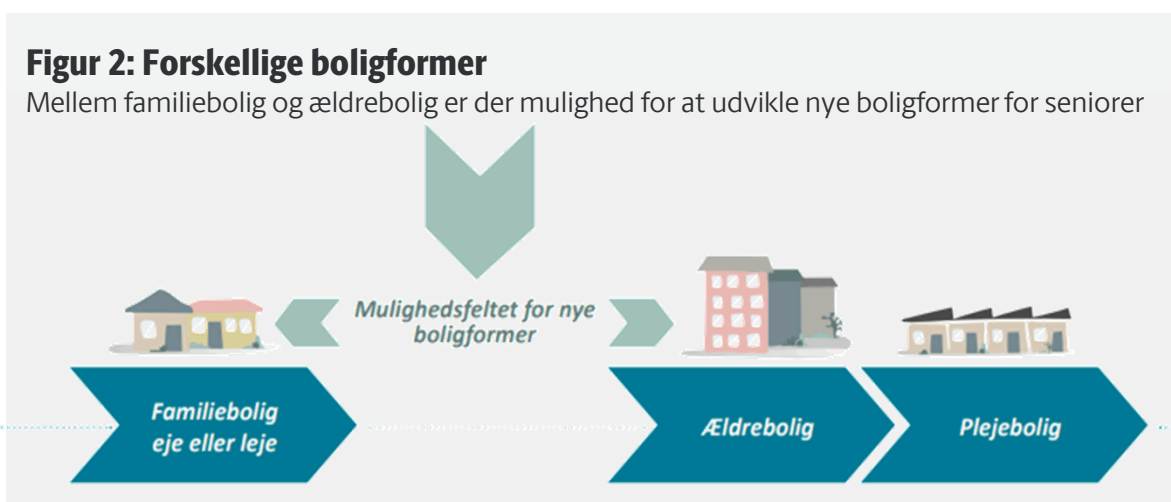 Figur 2: Forskellige boligformer
Mellem familiebolig og ældrebolig er der mulighed for at udvikle nye boligformer for seniorer
Mulighedsfeltet for nye
boligformer
Familiebolig
eje eller leje
Ældrebolig
Plejebolig